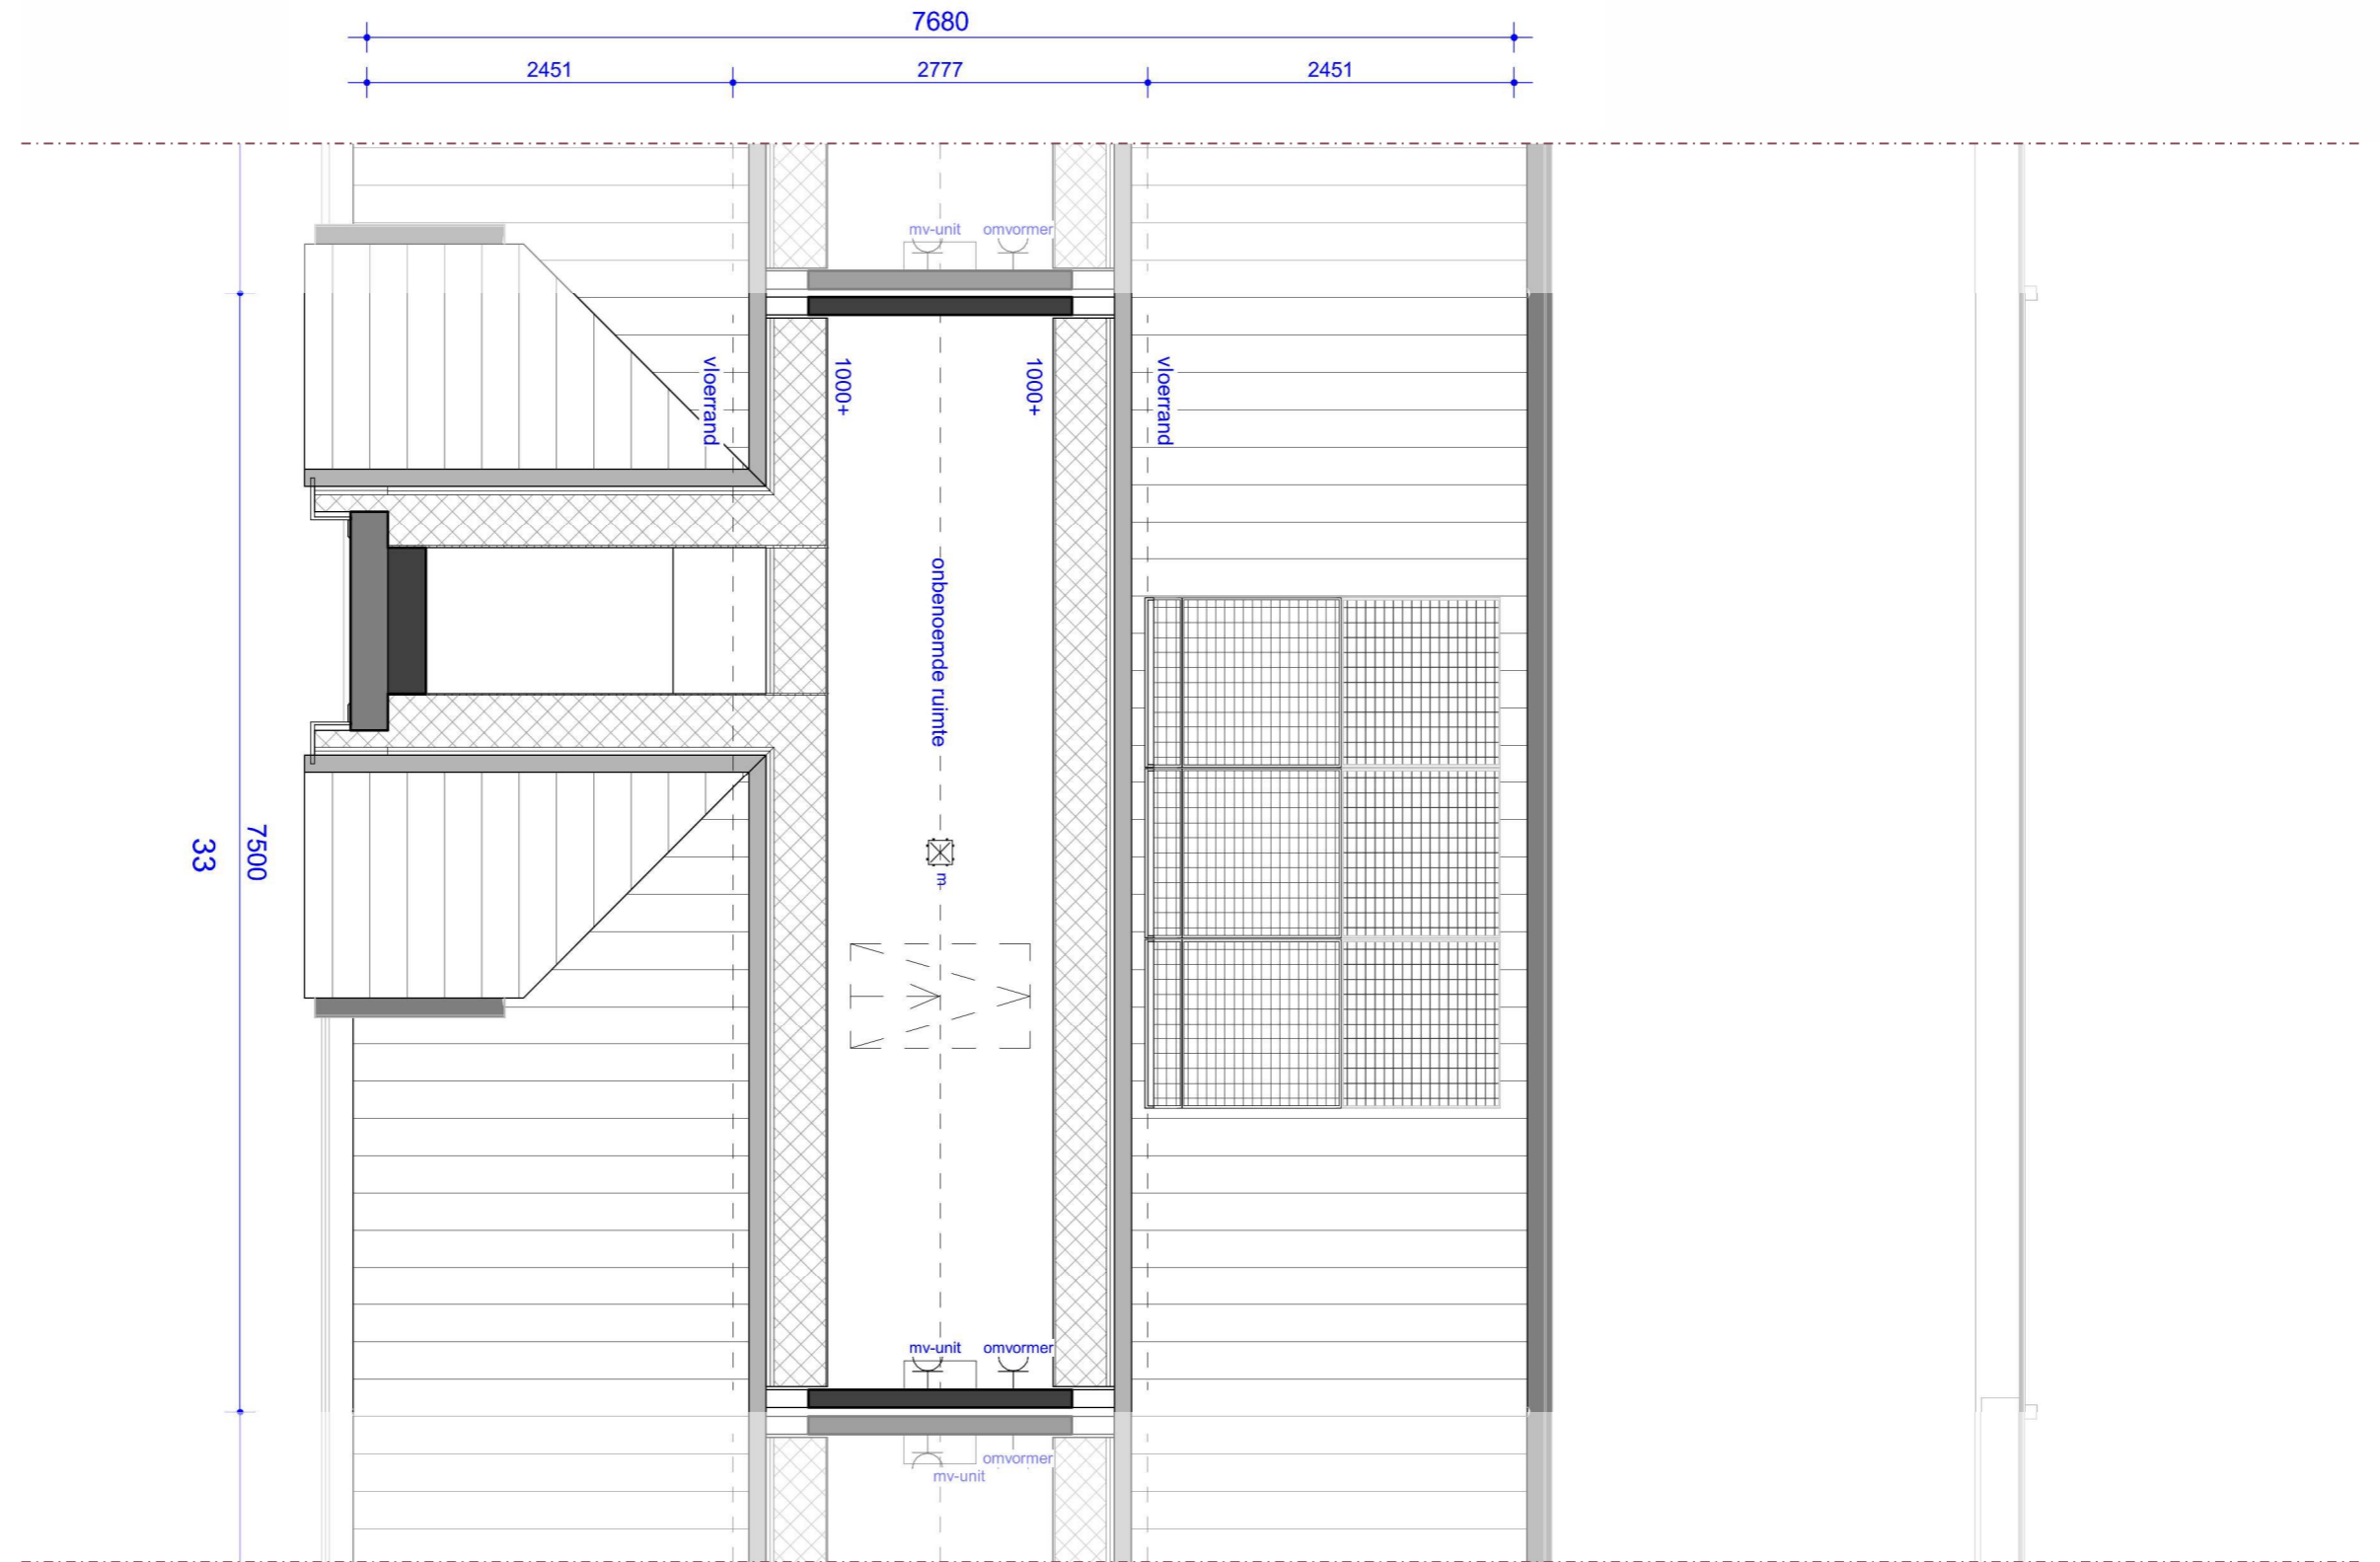 7680
2451
2777
2451
mv-unit
omvormer
vloerrand
1000+
1000+
vloerrand
onbenoemde ruimte
7500
33
m
mv-unit
omvormer
omvormer
mv-unit